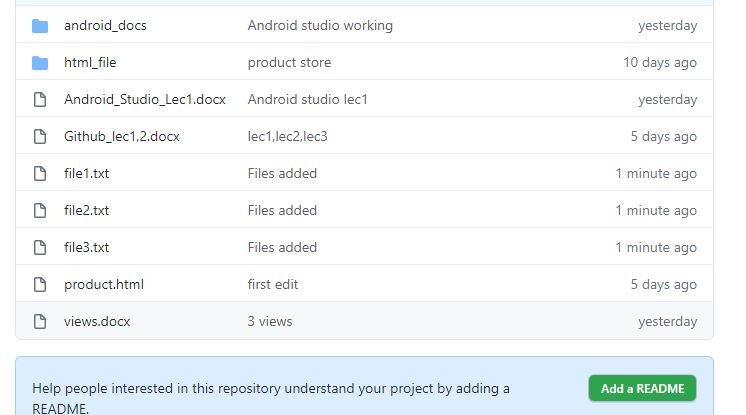 android_docs Android studio working yesterday
html_file product store 10 days ago
Android_Studio_Lec1.docx Android studio lec1 yesterday
Github_lec1,2.docx lec1,lec2,lec3 5 days ago
file1.txt Files added 1 minute ago
file2.txt Files added 1 minute ago
file3.txt Files added 1 minute ago
product.html first edit 5 days ago
views.docx 3 views yesterday
Help people interested in this repository understand your project by adding a Add a README
README.